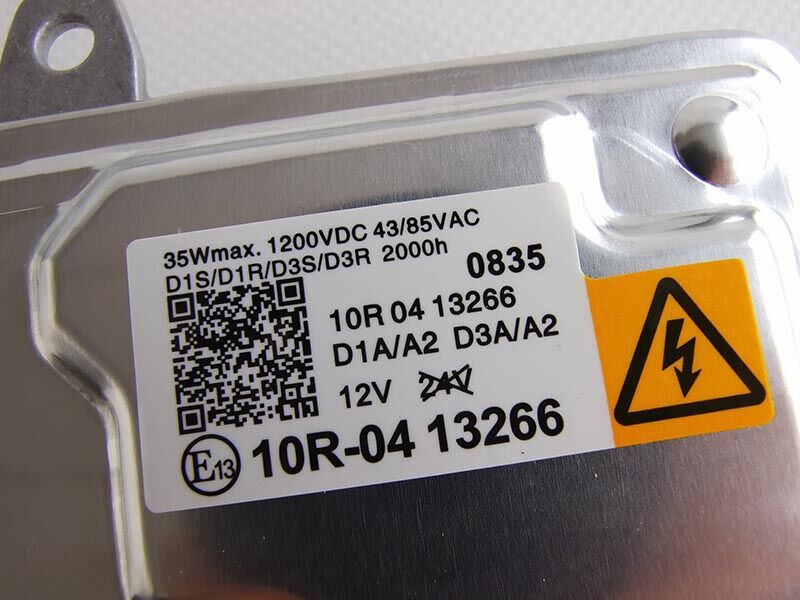 35Wmax. 1200VDC 43/85VAC
D1S/D1R/D3S/D3R 2000h
0835
10R 04 13266
D1A/A2 D3A/A2
12V 24V
E13 10R-04 13266